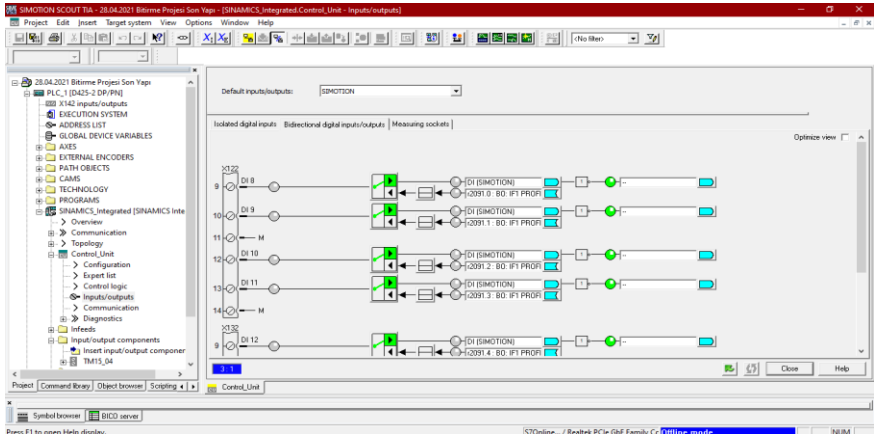 SIMOTION SCOUT TIA - 28.04.2021 Bitirme Projesi Son Yapı - [SINAMICS_Integrated.Control_Unit - Inputs/outputs]
Project Edit Insert Target system View Options Window Help
<No filter>
28.04.2021 Bitirme Projesi Son Yapı
PLC_1 [D425-2 DP/PN]
X142 inputs/outputs
EXECUTION SYSTEM
ADDRESS LIST
GLOBAL DEVICE VARIABLES
AXES
EXTERNAL ENCODERS
PATH OBJECTS
CAMS
TECHNOLOGY
PROGRAMS
SINAMICS_Integrated [SINAMICS Inte
Overview
Communication
Topology
Control_Unit
Configuration
Expert list
Control logic
Inputs/outputs
Communication
Diagnostics
Infeeds
Input/output components
Insert input/output componer
TM15_04
Project Command library Object browser Scripting
Default inputs/outputs: SIMOTION
Isolated digital inputs Bidirectional digital inputs/outputs Measuring sockets
Optimize view
X122
9 DI 8 DI (SIMOTION) 1 --
r2091.0 : BO: IF1 PROFI
10 DI 9 DI (SIMOTION) 1 --
r2091.1 : BO: IF1 PROFI
11 M
12 DI 10 DI (SIMOTION) 1 --
r2091.2 : BO: IF1 PROFI
13 DI 11 DI (SIMOTION) 1 --
r2091.3 : BO: IF1 PROFI
14 M
X132
9 DI 12 DI (SIMOTION) 1 --
r2091.4 : BO: IF1 PROFI
3:1
Close Help
Control_Unit
Symbol browser BICO server
Press F1 to open Help display. S7Online... / Realtek PCIe GbE Family Cc Offline mode NUM